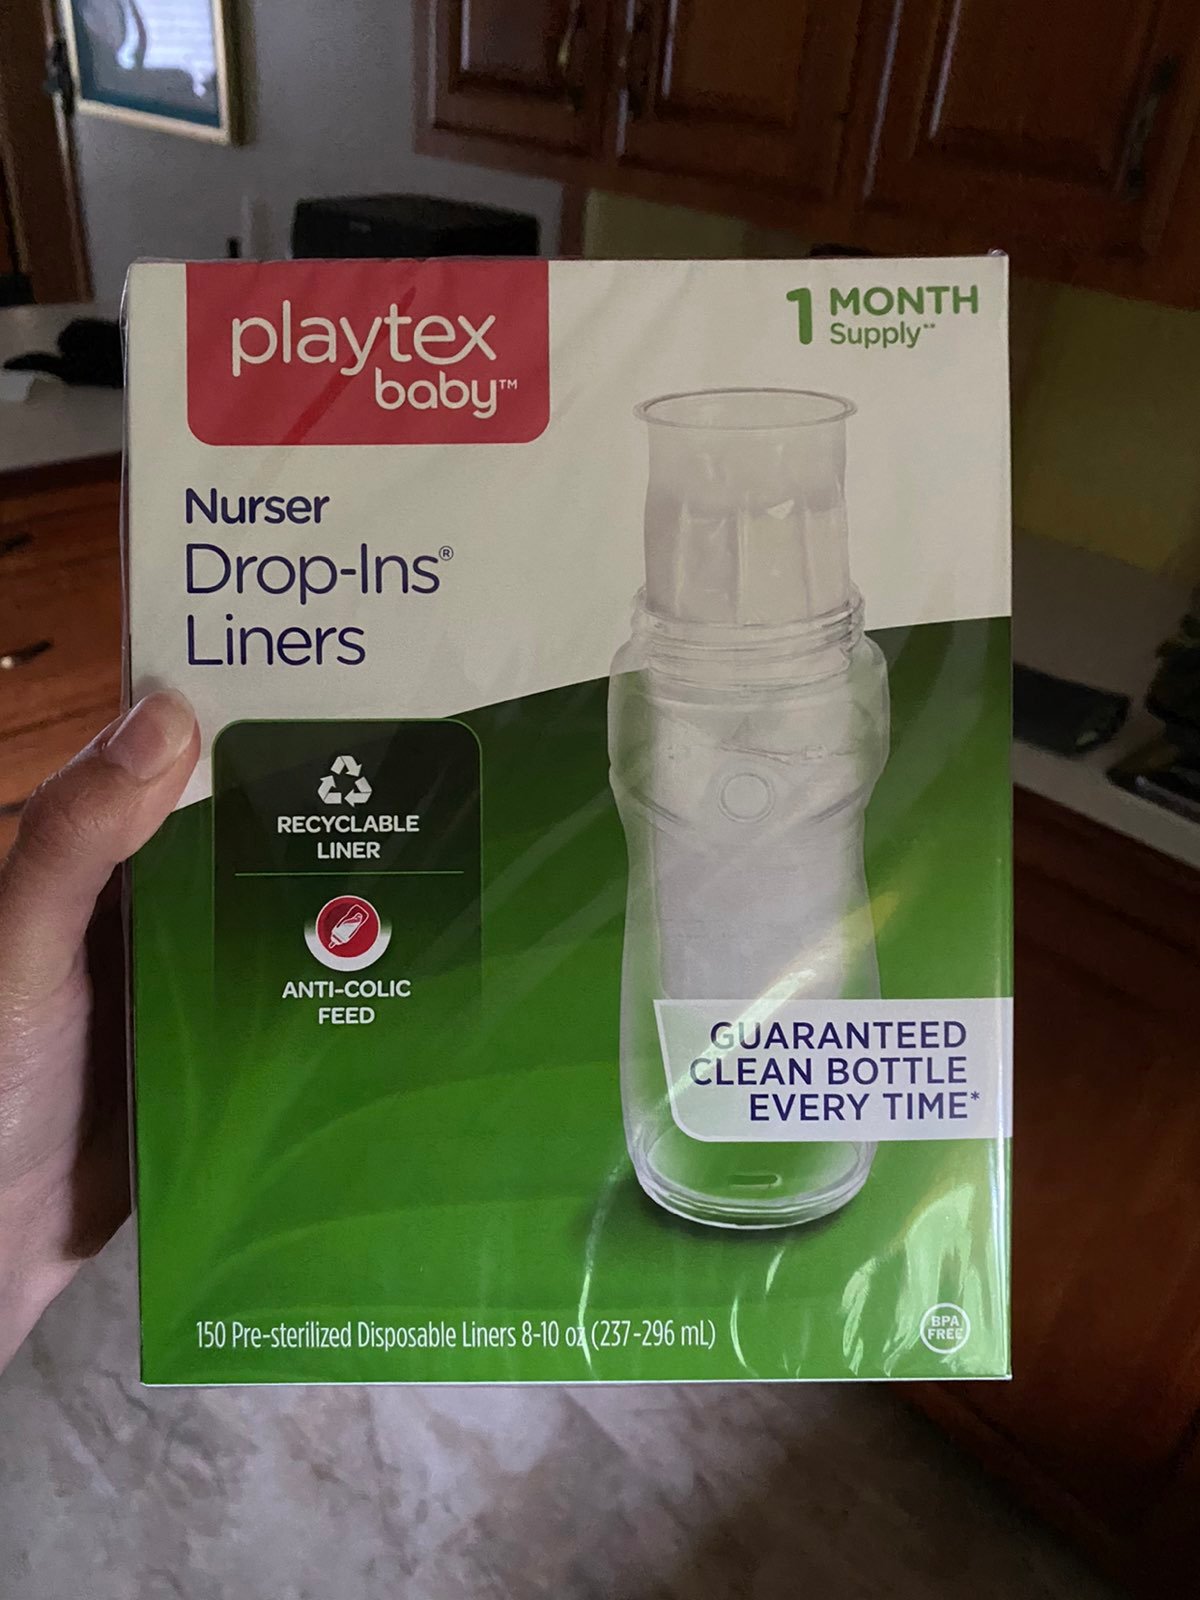 playtex
baby™
1 MONTH
Supply**
Nurser
Drop-Ins®
Liners
RECYCLABLE
LINER
ANTI-COLIC
FEED
GUARANTEED
CLEAN BOTTLE
EVERY TIME*
150 Pre-sterilized Disposable Liners 8-10 oz (237-296 mL)
BPA
FREE